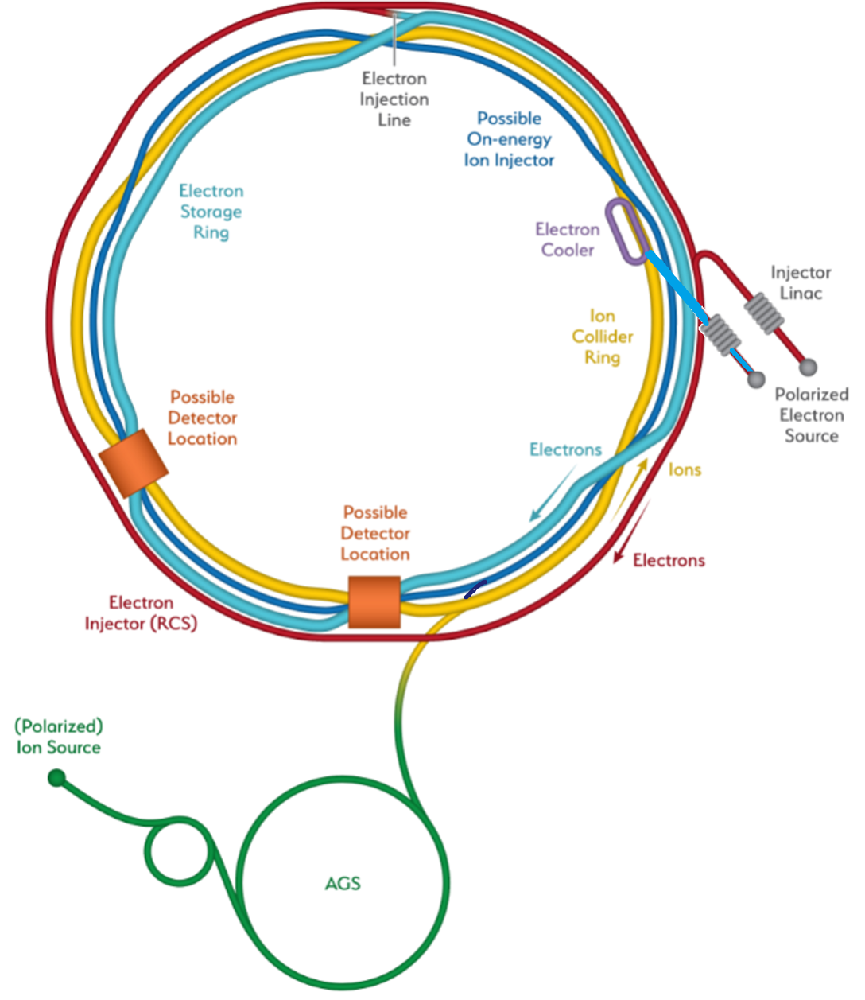 Electron
Injection
Line
Possible
On-energy
Ion Injector
Electron
Storage
Ring
Electron
Cooler
Injector
Linac
Ion
Collider
Ring
Polarized
Electron
Source
Possible
Detector
Location
Electrons
Ions
Possible
Detector
Location
Electrons
Electron
Injector (RCS)
(Polarized)
Ion Source
AGS